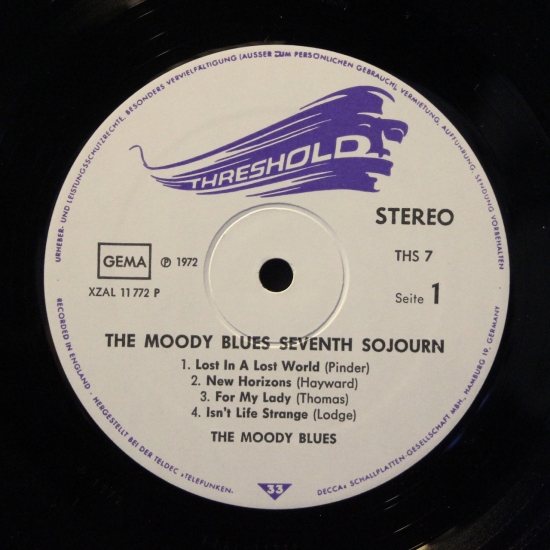 URHEBER- UND LEISTUNGSSCHUTZRECHTE, BESONDERS VERVIELFÄLTIGUNG (AUSSER ZUM PERSÖNLICHEN GEBRAUCH), VERMIETUNG, AUFFÜHRUNG, SENDUNG VORBEHALTEN
THRESHOLD
STEREO
GEMA
℗ 1972
THS 7
XZAL 11 772 P
Seite 1
THE MOODY BLUES SEVENTH SOJOURN
1. Lost In A Lost World (Pinder)
2. New Horizons (Hayward)
3. For My Lady (Thomas)
4. Isn't Life Strange (Lodge)
THE MOODY BLUES
33
RECORDED IN ENGLAND · HERGESTELLT BEI DER TELDEC »TELEFUNKEN-
DECCA« SCHALLPLATTEN-GESELLSCHAFT MBH., HAMBURG 19, GERMANY